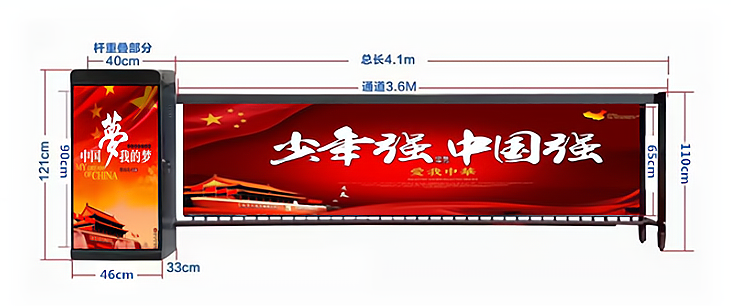 杆重叠部分
40cm
总长4.1m
通道3.6M
121cm
90cm
夢
中国 我的梦
MY DREAM
OF CHINA
少年强 中国强
爱我中华
65cm
110cm
46cm
33cm